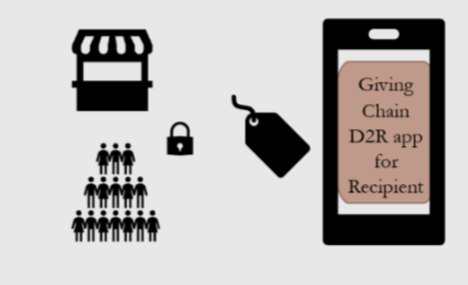 Giving
Chain
D2R app
for
Recipient